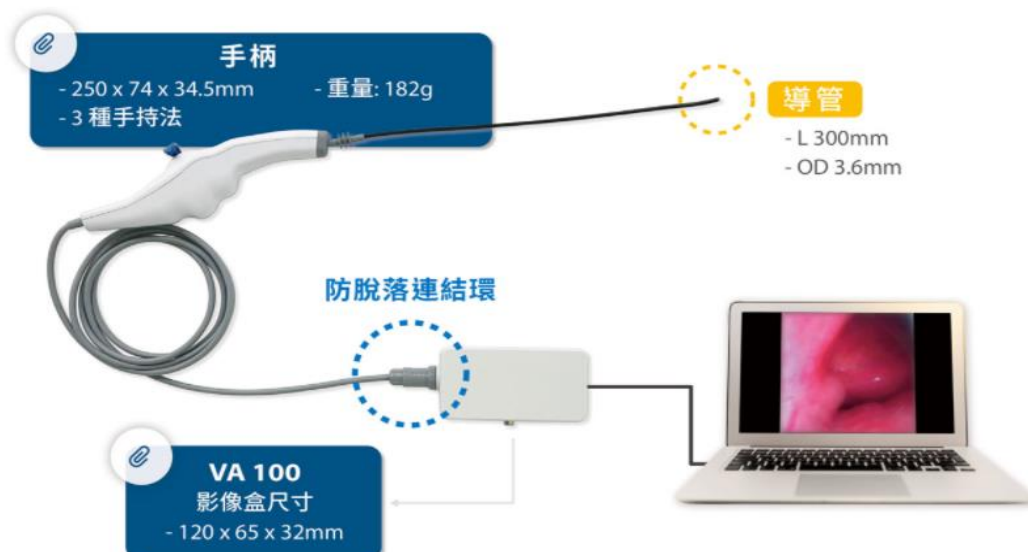 手柄
- 250 x 74 x 34.5mm
- 重量: 182g
- 3 種手持法
導管
- L 300mm
- OD 3.6mm
防脫落連結環
VA 100
影像盒尺寸
- 120 x 65 x 32mm